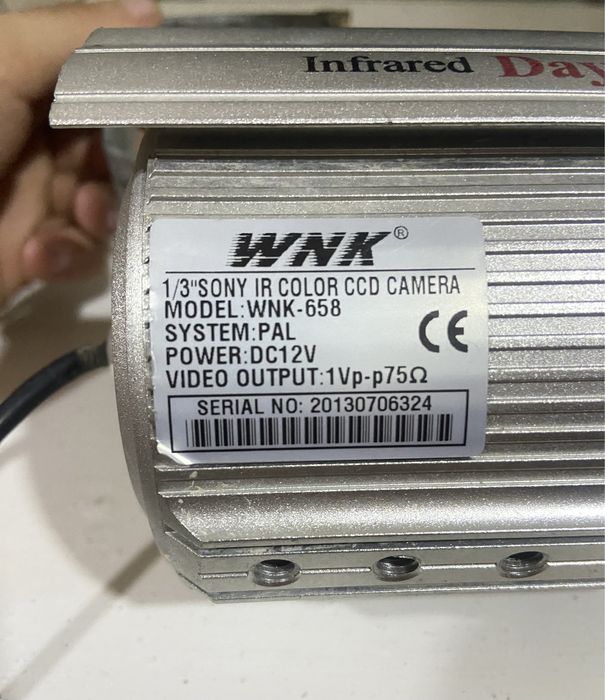 Infrared Day
WNK®
1/3"SONY IR COLOR CCD CAMERA
MODEL:WNK-658
SYSTEM:PAL
POWER:DC12V
VIDEO OUTPUT:1Vp-p75Ω
CE
SERIAL NO: 20130706324